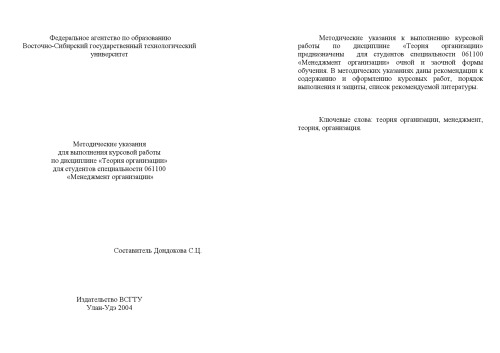 Федеральное агентство по образованию
Восточно-Сибирский государственный технологический
университет
Методические указания
для выполнения курсовой работы
по дисциплине «Теория организации»
для студентов специальности 061100
«Менеджмент организации»
Составитель Дондокова С.Ц.
Издательство ВСГТУ
Улан-Удэ 2004
Методические указания к выполнению курсовой
работы по дисциплине «Теория организации»
предназначены для студентов специальности 061100
«Менеджмент организации» очной и заочной формы
обучения. В методических указаниях даны рекомендации к
содержанию и оформлению курсовых работ, порядок
выполнения и защиты, список рекомендуемой литературы.
Ключевые слова: теория организации, менеджмент,
теория, организация.